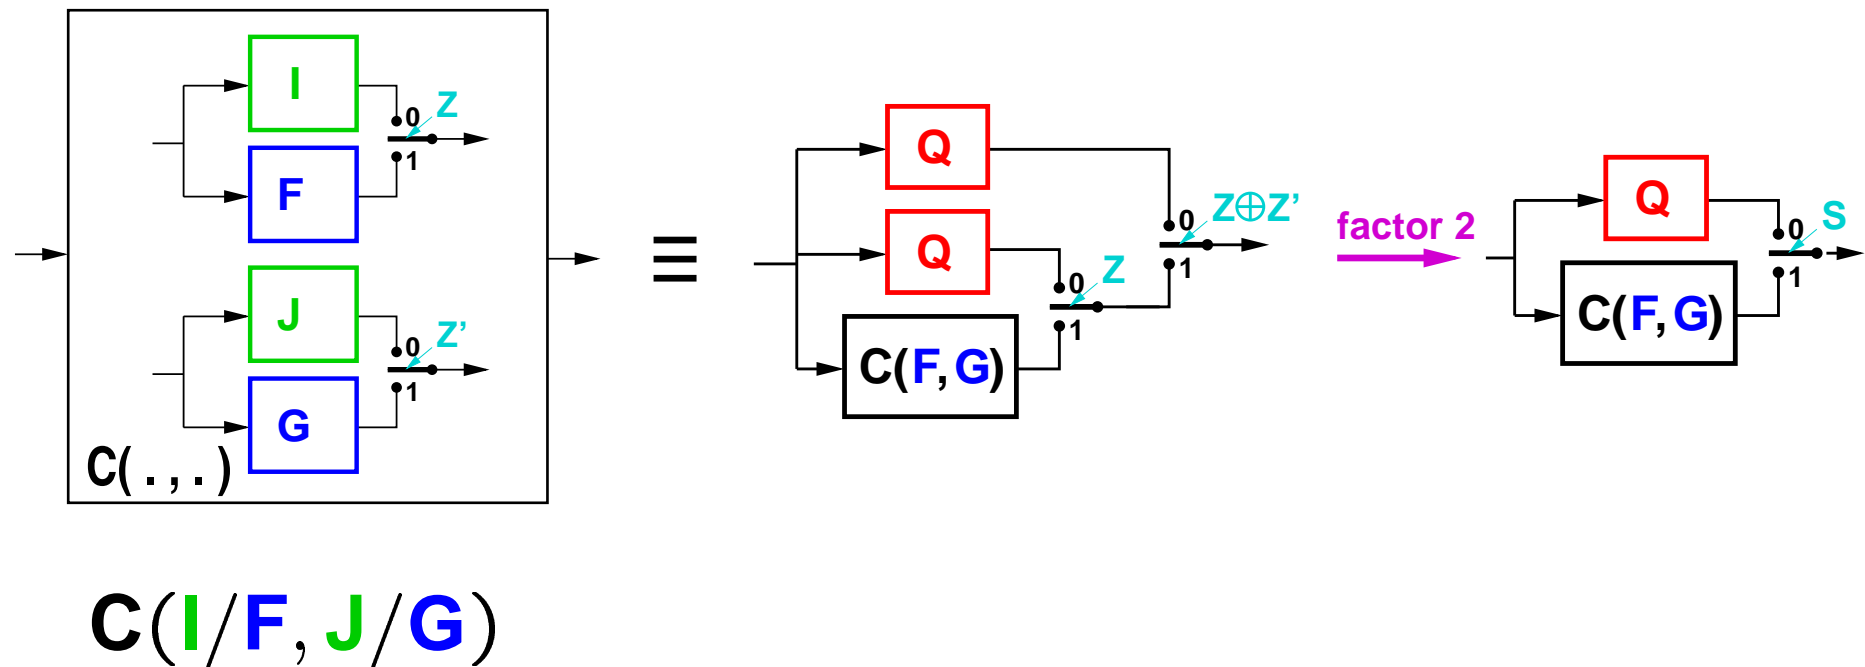 I
0
Z
1
F
J
0
Z’
1
G
C( . , . )
C(I/F, J/G)
≡
Q
0
Z⊕Z’
1
Q
0
Z
1
C(F,G)
factor 2
Q
0
S
1
C(F,G)